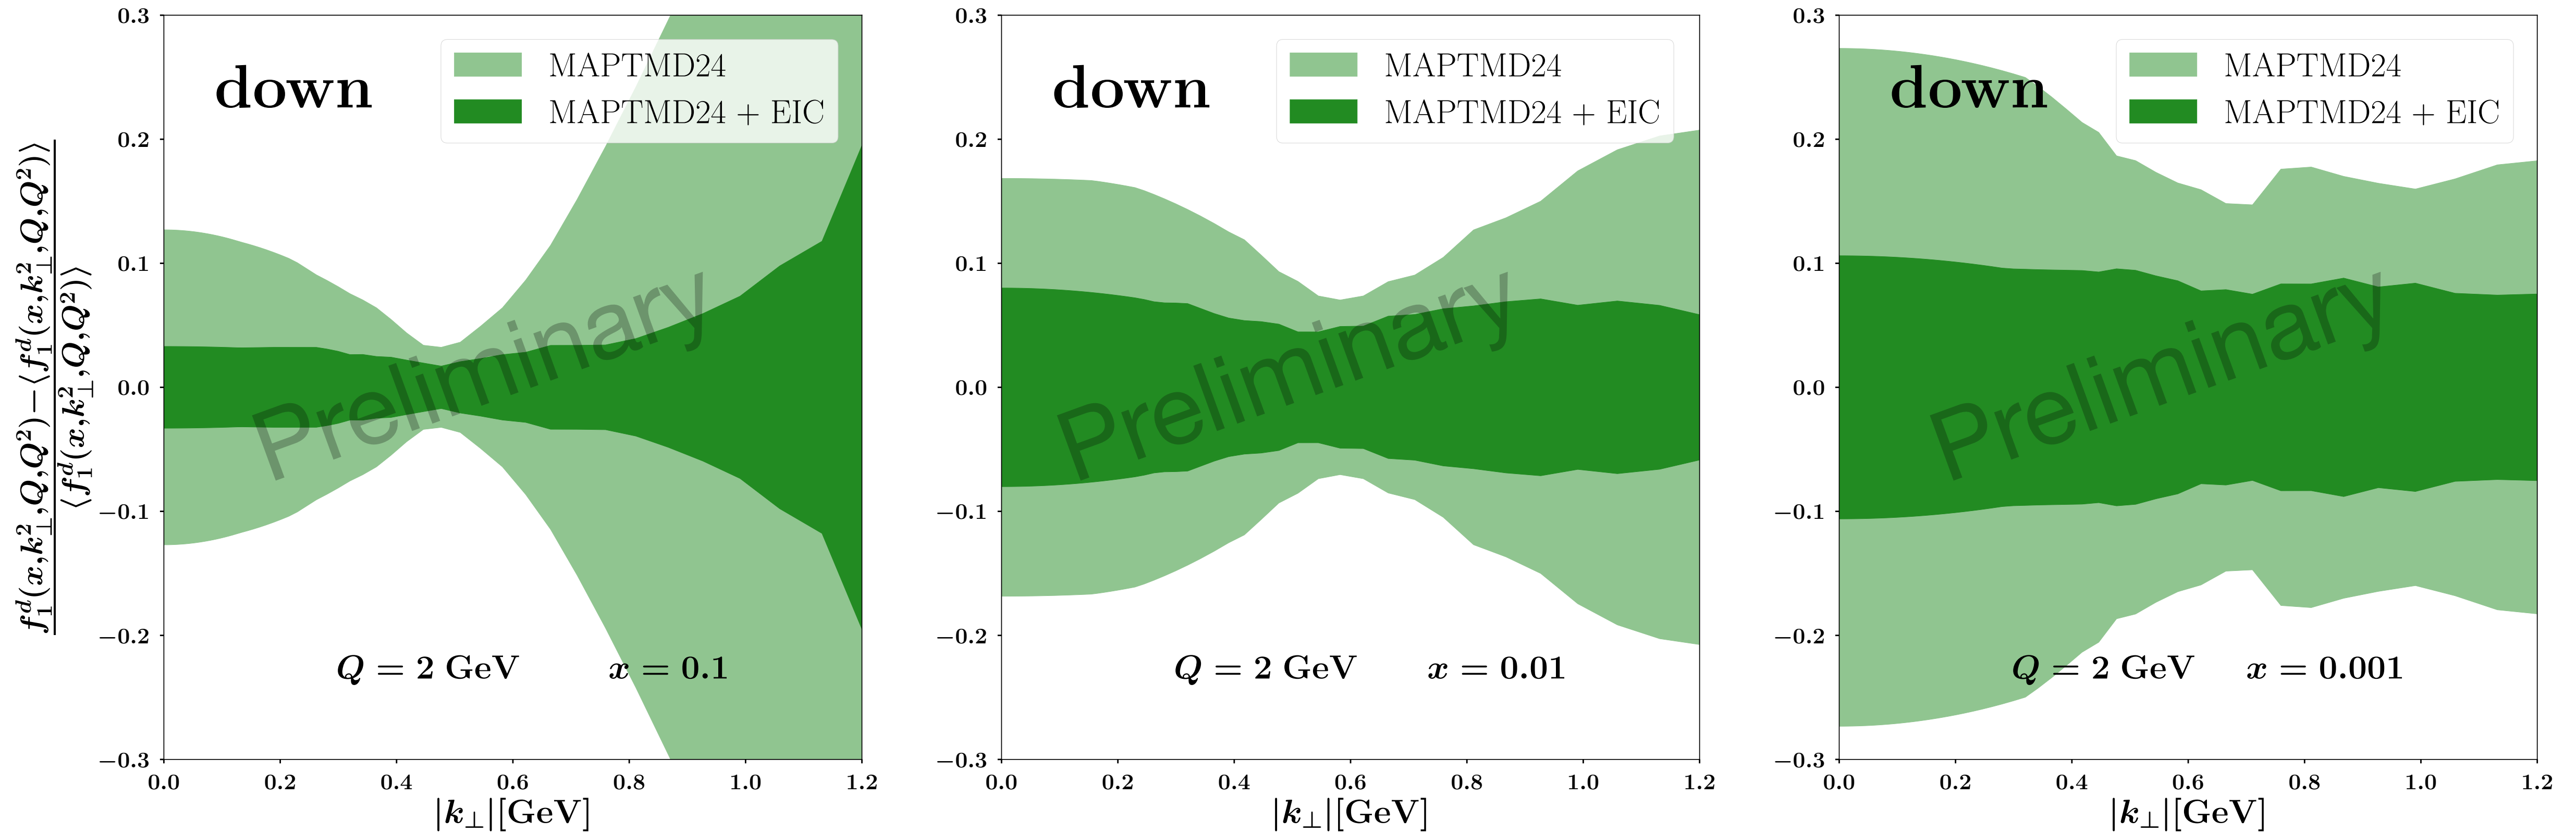 f₁ᵈ(x,k²⊥,Q,Q²)−⟨f₁ᵈ(x,k²⊥,Q,Q²)⟩
⟨f₁ᵈ(x,k²⊥,Q,Q²)⟩
0.3
0.2
0.1
0.0
−0.1
−0.2
−0.3
down
MAPTMD24
MAPTMD24 + EIC
Preliminary
Q = 2 GeV x = 0.1
0.0 0.2 0.4 0.6 0.8 1.0 1.2
|k⊥|[GeV]
0.3
0.2
0.1
0.0
−0.1
−0.2
−0.3
down
MAPTMD24
MAPTMD24 + EIC
Preliminary
Q = 2 GeV x = 0.01
0.0 0.2 0.4 0.6 0.8 1.0 1.2
|k⊥|[GeV]
0.3
0.2
0.1
0.0
−0.1
−0.2
−0.3
down
MAPTMD24
MAPTMD24 + EIC
Preliminary
Q = 2 GeV x = 0.001
0.0 0.2 0.4 0.6 0.8 1.0 1.2
|k⊥|[GeV]